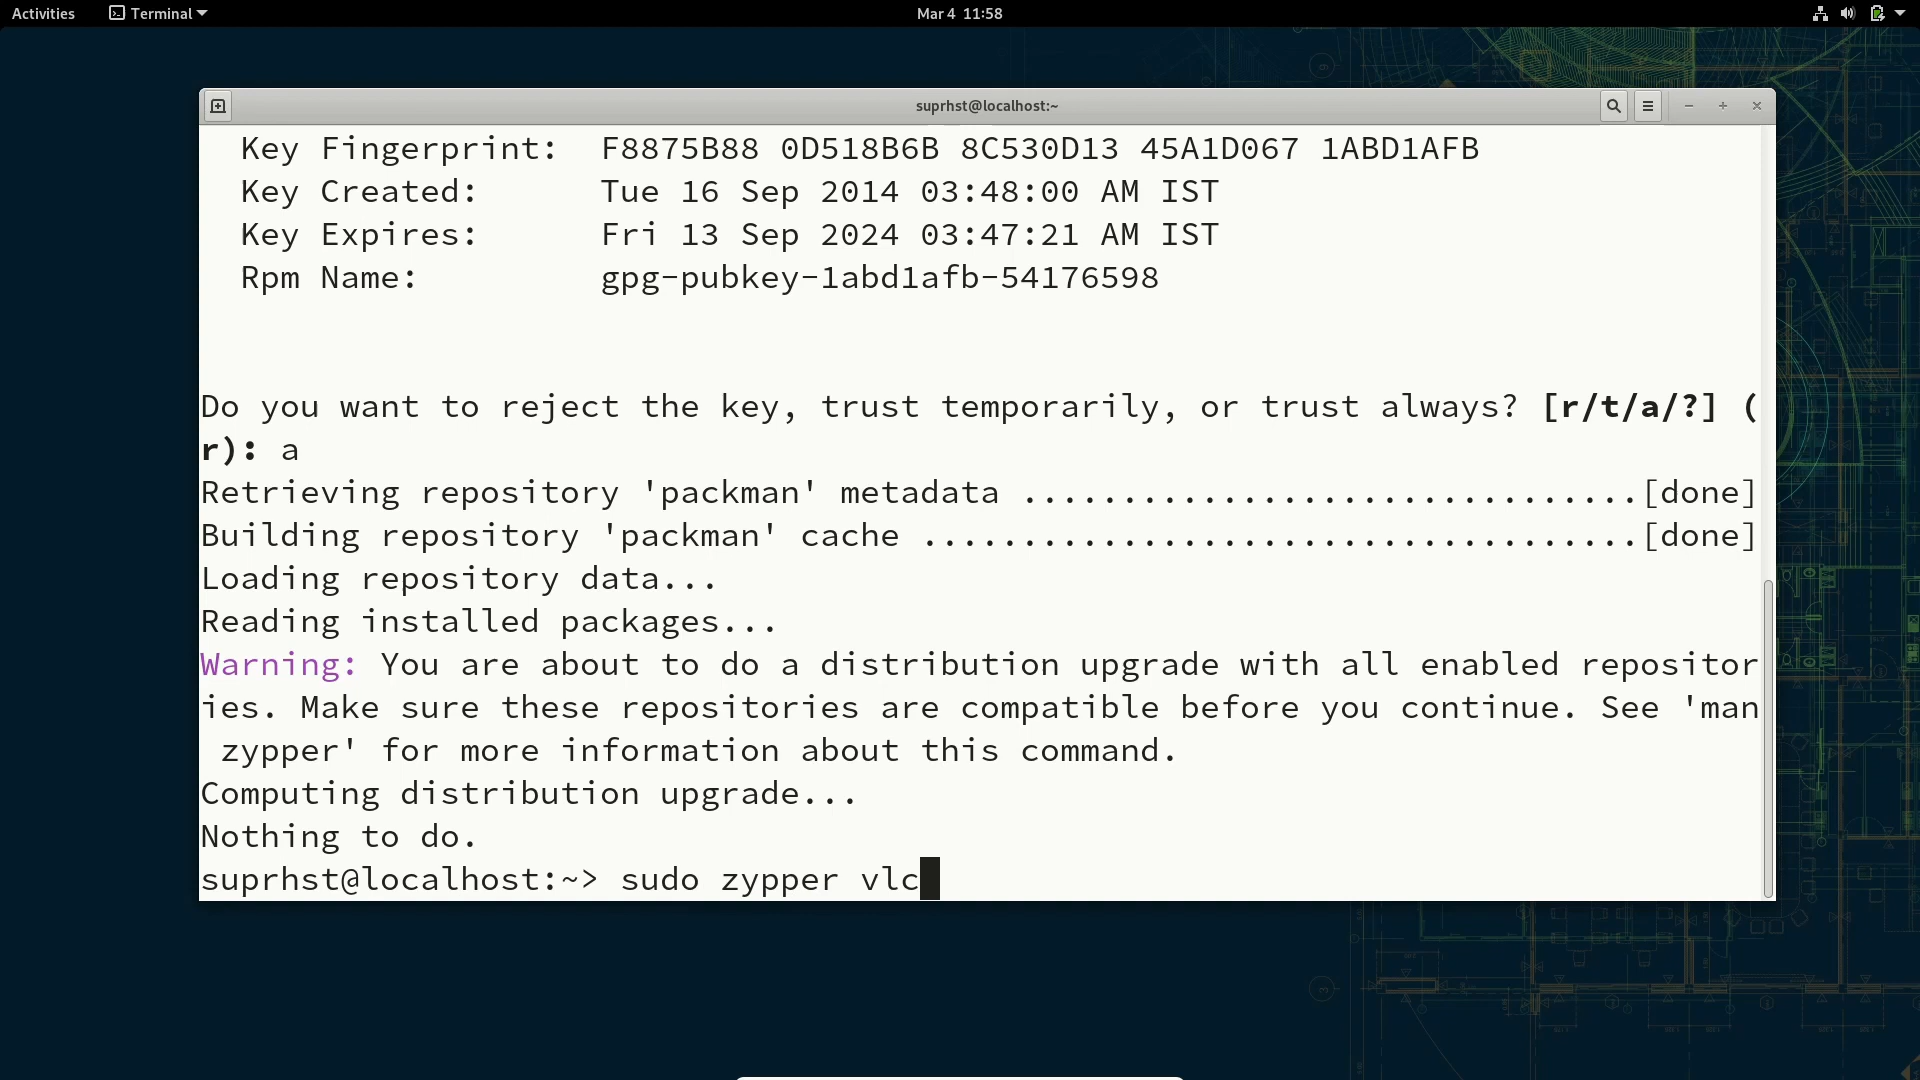 Activities Terminal Mar 4 11:58
suprhst@localhost:~
Key Fingerprint: F8875B88 0D518B6B 8C530D13 45A1D067 1ABD1AFB
Key Created: Tue 16 Sep 2014 03:48:00 AM IST
Key Expires: Fri 13 Sep 2024 03:47:21 AM IST
Rpm Name: gpg-pubkey-1abd1afb-54176598
Do you want to reject the key, trust temporarily, or trust always? [r/t/a/?] (
r): a
Retrieving repository 'packman' metadata ...............................[done]
Building repository 'packman' cache ....................................[done]
Loading repository data...
Reading installed packages...
Warning: You are about to do a distribution upgrade with all enabled repositor
ies. Make sure these repositories are compatible before you continue. See 'man
zypper' for more information about this command.
Computing distribution upgrade...
Nothing to do.
suprhst@localhost:~> sudo zypper vlc